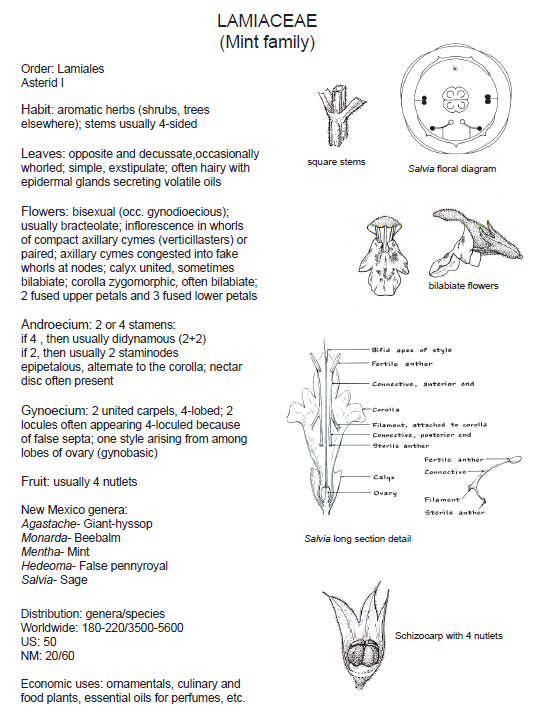 LAMIACEAE
(Mint family)
Order: Lamiales
Asterid I
Habit: aromatic herbs (shrubs, trees
elsewhere); stems usually 4-sided
Leaves: opposite and decussate,occasionally
whorled; simple, exstipulate; often hairy with
epidermal glands secreting volatile oils
Flowers: bisexual (occ. gynodioecious);
usually bracteolate; inflorescence in whorls
of compact axillary cymes (verticillasters) or
paired; axillary cymes congested into fake
whorls at nodes; calyx united, sometimes
bilabiate; corolla zygomorphic, often bilabiate;
2 fused upper petals and 3 fused lower petals
Androecium: 2 or 4 stamens:
if 4 , then usually didynamous (2+2)
if 2, then usually 2 staminodes
epipetalous, alternate to the corolla; nectar
disc often present
Gynoecium: 2 united carpels, 4-lobed; 2
locules often appearing 4-loculed because
of false septa; one style arising from among
lobes of ovary (gynobasic)
Fruit: usually 4 nutlets
New Mexico genera:
Agastache- Giant-hyssop
Monarda- Beebalm
Mentha- Mint
Hedeoma- False pennyroyal
Salvia- Sage
Distribution: genera/species
Worldwide: 180-220/3500-5600
US: 50
NM: 20/60
Economic uses: ornamentals, culinary and
food plants, essential oils for perfumes, etc.
square stems
Salvia floral diagram
bilabiate flowers
Bifid apex of style
Fertile anther
Connective, anterior end
Corolla
Filament, attached to corolla
Connective, posterior end
Sterile anther
Calyx
Ovary
Fertile anther
Connective
Filament
Sterile anther
Salvia long section detail
Schizocarp with 4 nutlets